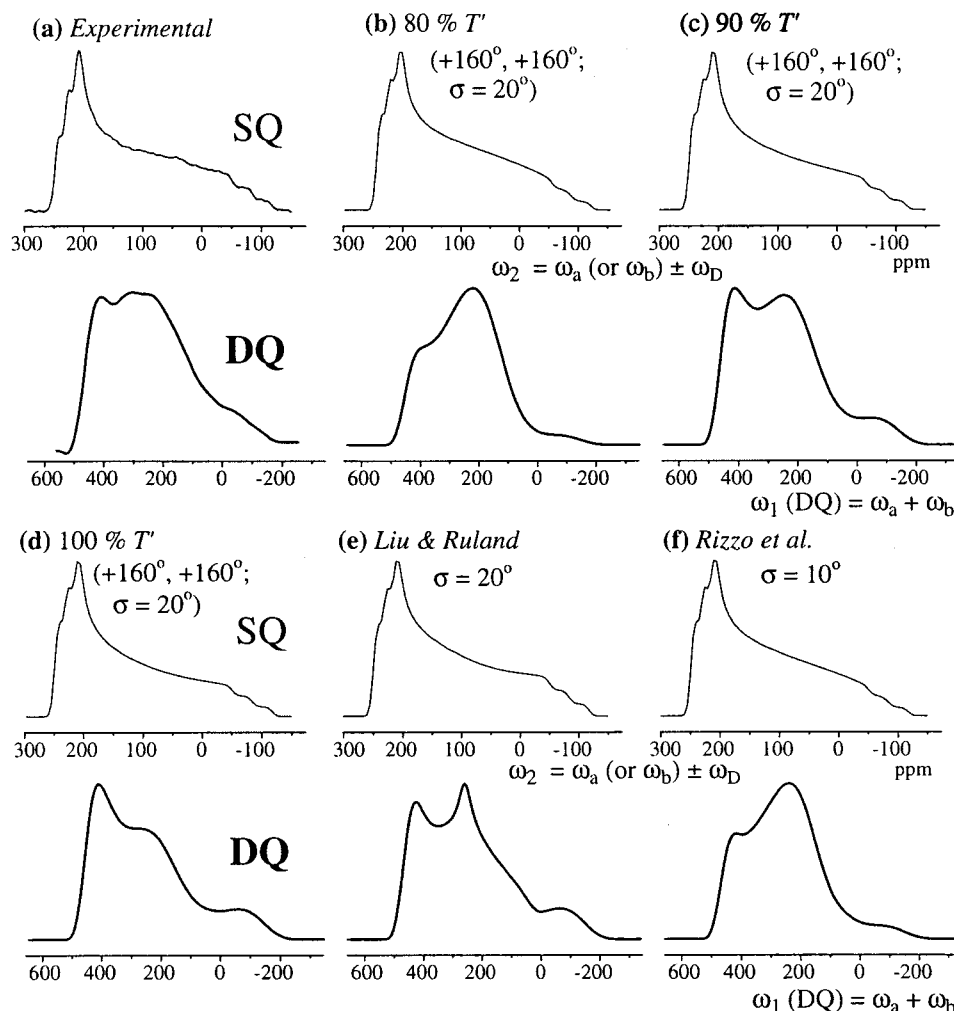 (a) Experimental
(b) 80 % T′
(c) 90 % T′
(+160°, +160°;
σ = 20°)
(+160°, +160°;
σ = 20°)
SQ
300 200 100 0 -100
300 200 100 0 -100
300 200 100 0 -100
ω2 = ωa (or ωb) ± ωD
ppm
DQ
600 400 200 0 -200
600 400 200 0 -200
600 400 200 0 -200
ω1 (DQ) = ωa + ωb
(d) 100 % T′
(e) Liu & Ruland
(f) Rizzo et al.
(+160°, +160°;
σ = 20°)
σ = 20°
σ = 10°
SQ
300 200 100 0 -100
300 200 100 0 -100
300 200 100 0 -100
ω2 = ωa (or ωb) ± ωD
ppm
DQ
600 400 200 0 -200
600 400 200 0 -200
600 400 200 0 -200
ω1 (DQ) = ωa + ωb